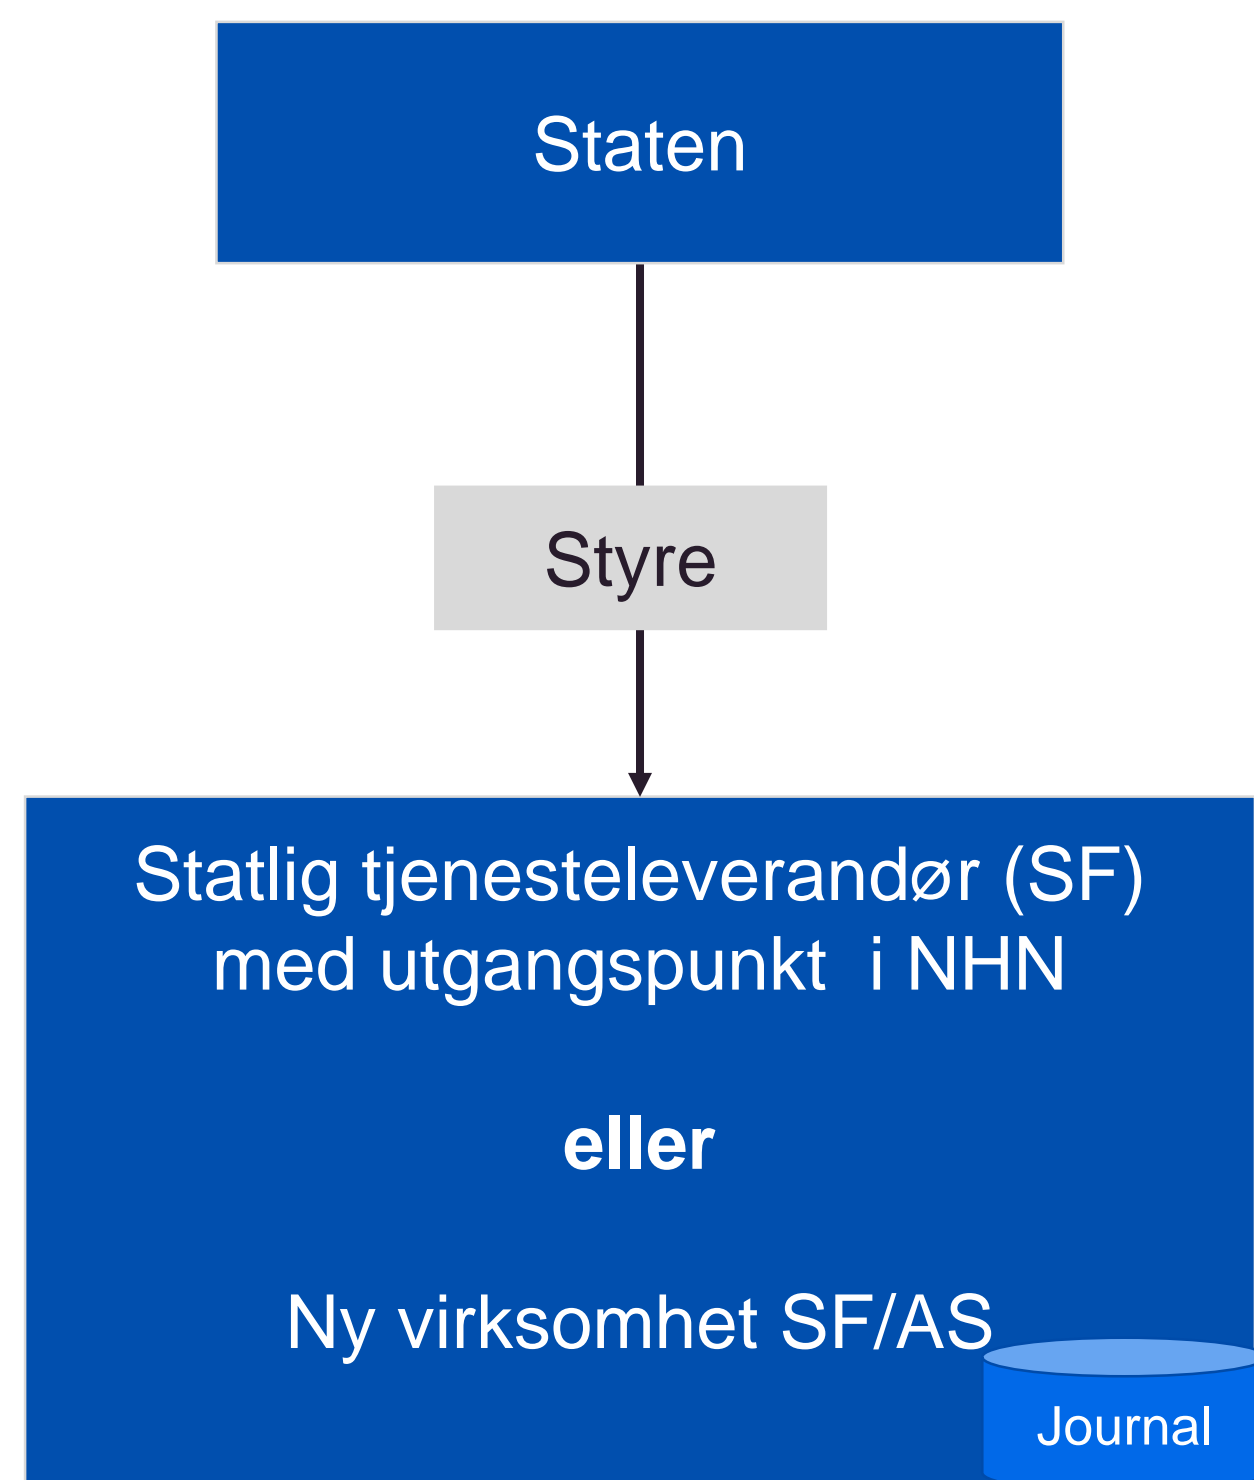 Staten
Styre
Statlig tjenesteleverandør (SF)
med utgangspunkt  i NHN
eller
Ny virksomhet SF/AS
Journal